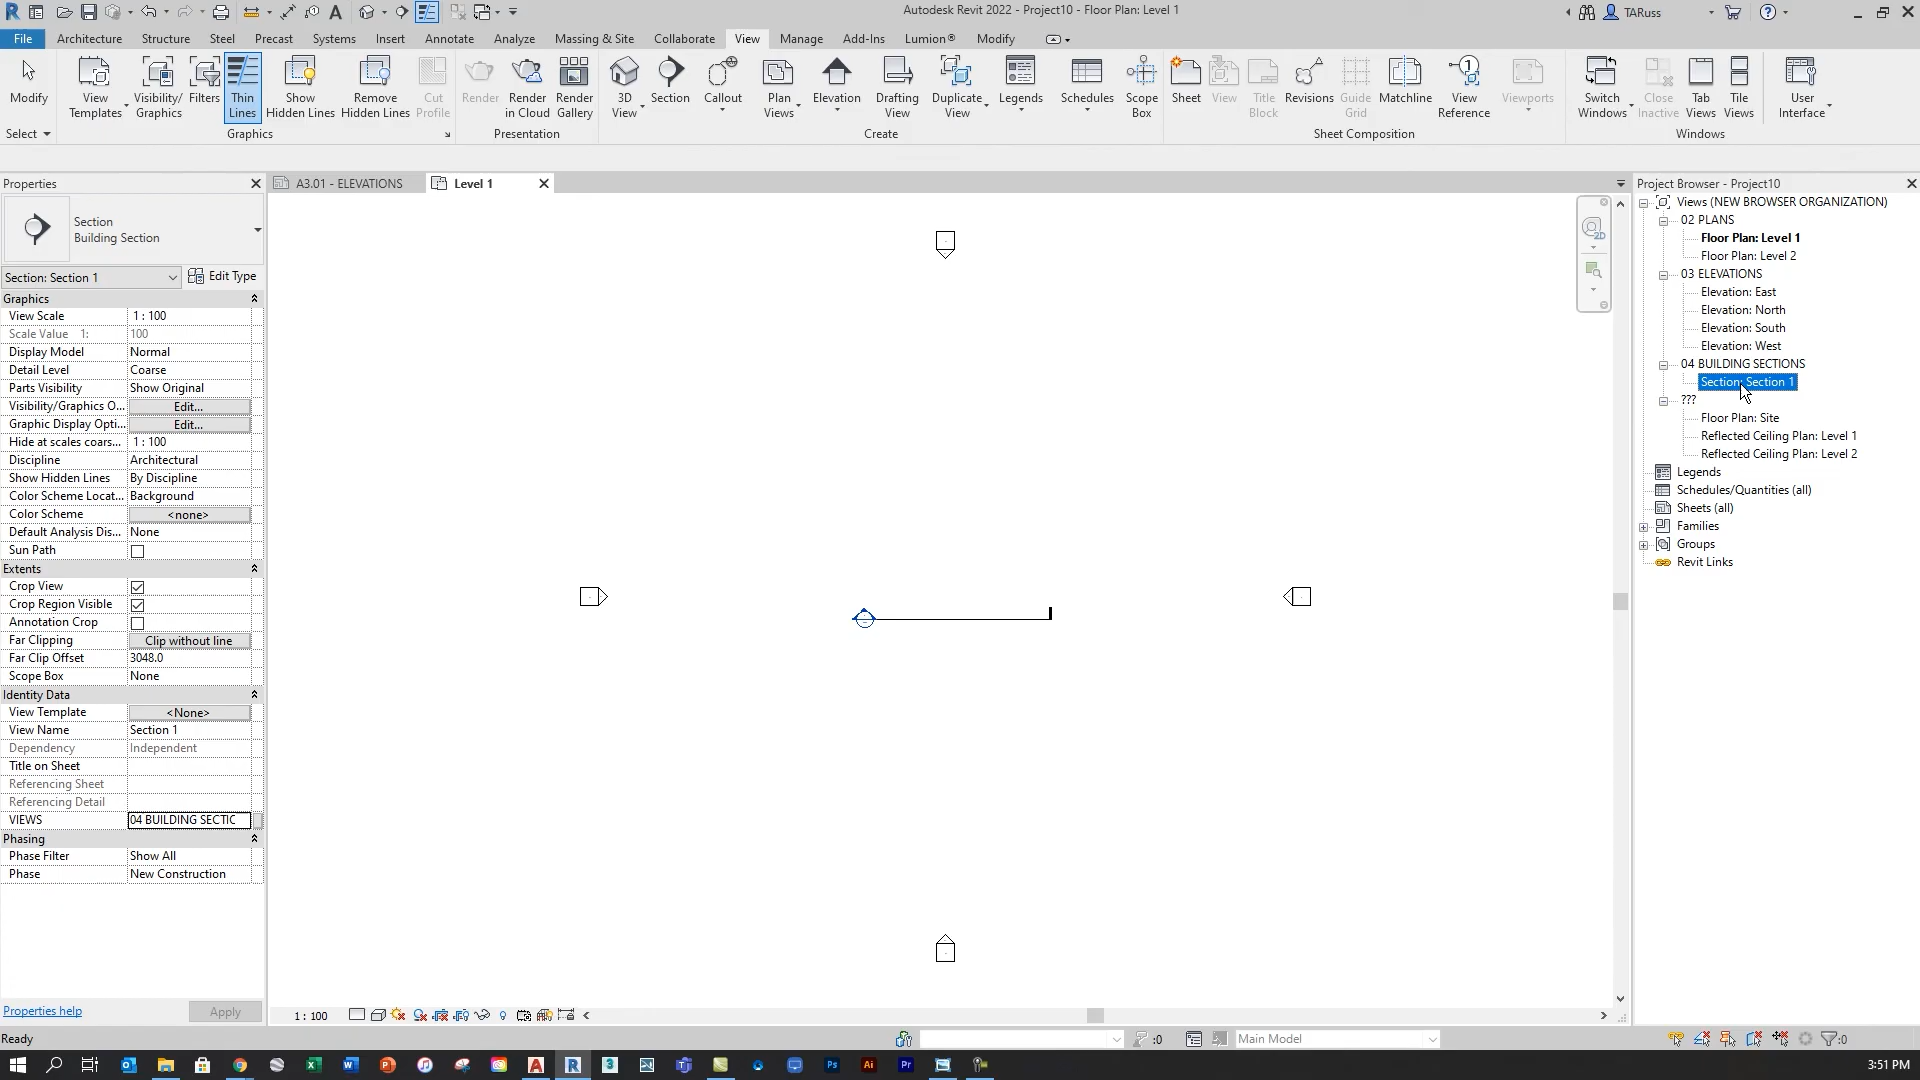 Autodesk Revit 2022 - Project10 - Floor Plan: Level 1
TARuss
File Architecture Structure Steel Precast Systems Insert Annotate Analyze Massing & Site Collaborate View Manage Add-Ins Lumion® Modify
Modify
View Templates
Visibility/ Graphics
Filters
Thin Lines
Show Hidden Lines
Remove Hidden Lines
Cut Profile
Render
Render in Cloud
Render Gallery
3D View
Section
Callout
Plan Views
Elevation
Drafting View
Duplicate View
Legends
Schedules
Scope Box
Sheet
View
Title Block
Revisions
Guide Grid
Matchline
View Reference
Viewports
Switch Windows
Close Inactive
Tab Views
Tile Views
User Interface
Select Graphics Presentation Create Sheet Composition Windows
Properties
Section
Building Section
Section: Section 1 Edit Type
Graphics
View Scale 1 : 100
Scale Value 1: 100
Display Model Normal
Detail Level Coarse
Parts Visibility Show Original
Visibility/Graphics O... Edit...
Graphic Display Opti... Edit...
Hide at scales coars... 1 : 100
Discipline Architectural
Show Hidden Lines By Discipline
Color Scheme Locat... Background
Color Scheme <none>
Default Analysis Dis... None
Sun Path
Extents
Crop View
Crop Region Visible
Annotation Crop
Far Clipping Clip without line
Far Clip Offset 3048.0
Scope Box None
Identity Data
View Template <None>
View Name Section 1
Dependency Independent
Title on Sheet
Referencing Sheet
Referencing Detail
VIEWS 04 BUILDING SECTIC
Phasing
Phase Filter Show All
Phase New Construction
Properties help Apply
A3.01 - ELEVATIONS Level 1
2D
1 : 100
Project Browser - Project10
Views (NEW BROWSER ORGANIZATION)
02 PLANS
Floor Plan: Level 1
Floor Plan: Level 2
03 ELEVATIONS
Elevation: East
Elevation: North
Elevation: South
Elevation: West
04 BUILDING SECTIONS
Section: Section 1
???
Floor Plan: Site
Reflected Ceiling Plan: Level 1
Reflected Ceiling Plan: Level 2
Legends
Schedules/Quantities (all)
Sheets (all)
Families
Groups
Revit Links
Ready :0 Main Model :0
3:51 PM